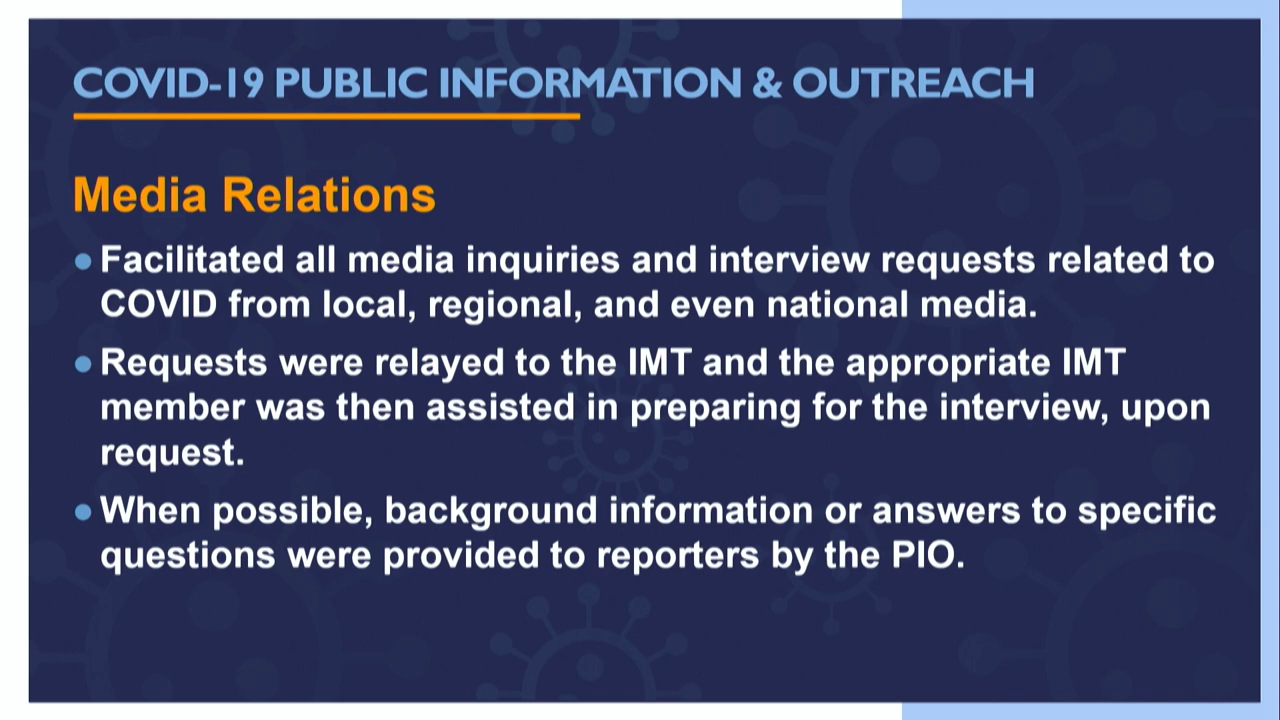 COVID-19 PUBLIC INFORMATION & OUTREACH
Media Relations
● Facilitated all media inquiries and interview requests related to
COVID from local, regional, and even national media.
● Requests were relayed to the IMT and the appropriate IMT
member was then assisted in preparing for the interview, upon
request.
● When possible, background information or answers to specific
questions were provided to reporters by the PIO.